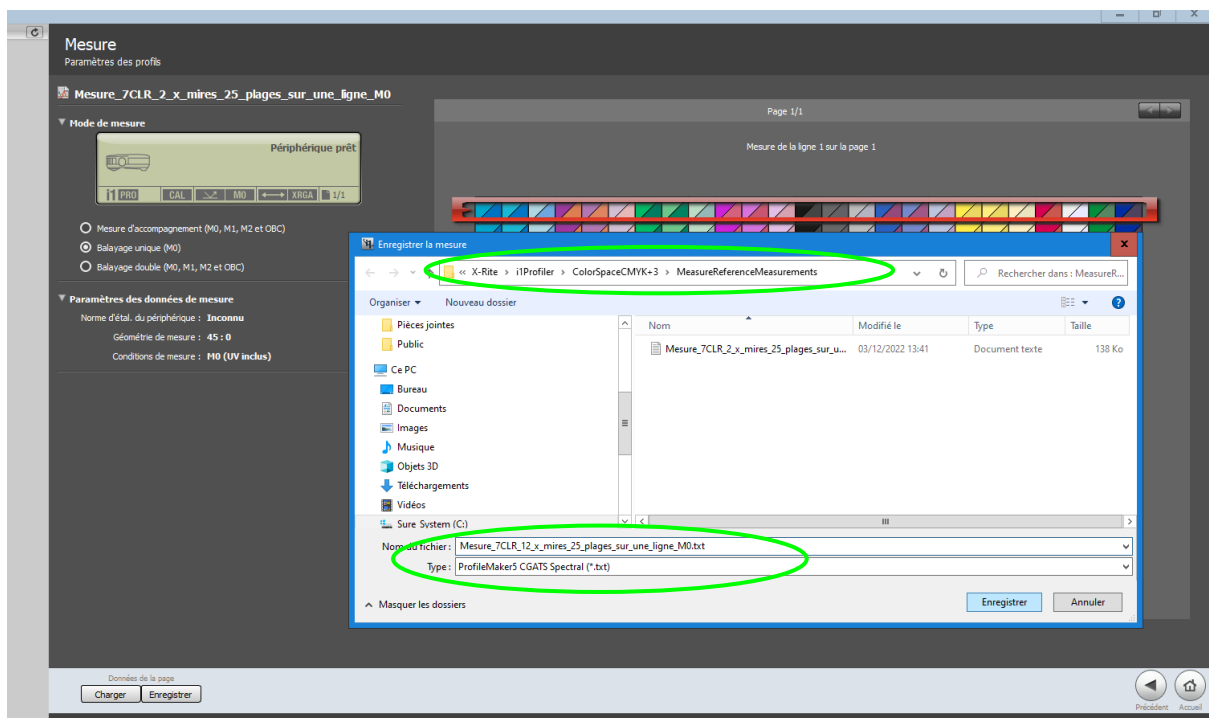 Mesure
Paramètres des profils
Mesure_7CLR_2_x_mires_25_plages_sur_une_ligne_M0
Mode de mesure
Périphérique prêt
i1 PRO CAL M0 XRGA 1/1
Mesure d'accompagnement (M0, M1, M2 et OBC)
Balayage unique (M0)
Balayage double (M0, M1, M2 et OBC)
Paramètres des données de mesure
Norme d'étal. du périphérique : Inconnu
Géométrie de mesure : 45 : 0
Conditions de mesure : M0 (UV inclus)
Page 1/1
Mesure de la ligne 1 sur la page 1
Enregistrer la mesure
« X-Rite › i1Profiler › ColorSpaceCMYK+3 › MeasureReferenceMeasurements
Rechercher dans : MeasureR...
Organiser Nouveau dossier
Pièces jointes
Public
Ce PC
Bureau
Documents
Images
Musique
Objets 3D
Téléchargements
Vidéos
Sure System (C:)
Nom Modifié le Type Taille
Mesure_7CLR_2_x_mires_25_plages_sur_u... 03/12/2022 13:41 Document texte 138 Ko
Nom du fichier : Mesure_7CLR_12_x_mires_25_plages_sur_une_ligne_M0.txt
Type : ProfileMaker5 CGATS Spectral (*.txt)
Masquer les dossiers
Enregistrer Annuler
Données de la page
Charger Enregistrer
Précédent Accueil